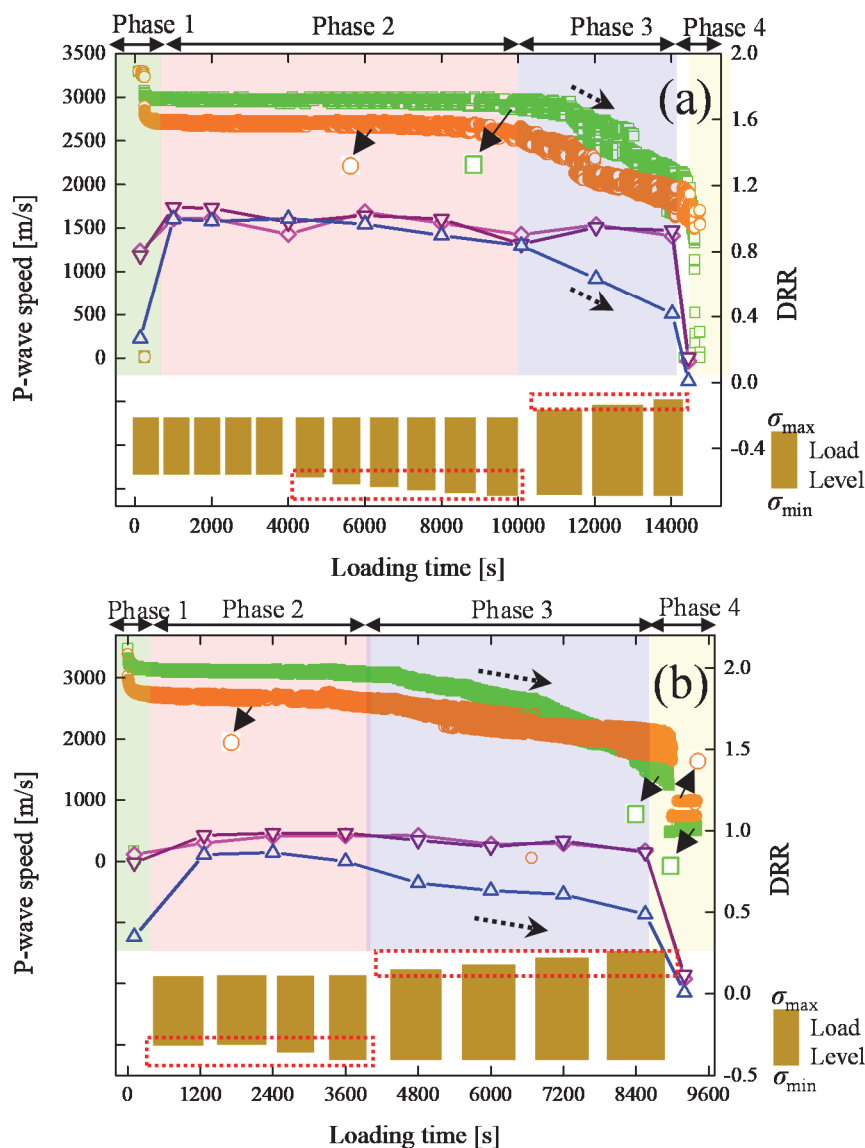 Phase 1 Phase 2 Phase 3 Phase 4
3500
3000
2500
2000
1500
1000
500
0
P-wave speed [m/s]
(a)
2.0
1.6
1.2
0.8
0.4
0.0
-0.4
DRR
σmax
Load
Level
σmin
0 2000 4000 6000 8000 10000 12000 14000
Loading time [s]
Phase 1 Phase 2 Phase 3 Phase 4
3000
2000
1000
0
P-wave speed [m/s]
(b)
2.0
1.5
1.0
0.5
0.0
-0.5
DRR
σmax
Load
Level
σmin
0 1200 2400 3600 4800 6000 7200 8400 9600
Loading time [s]